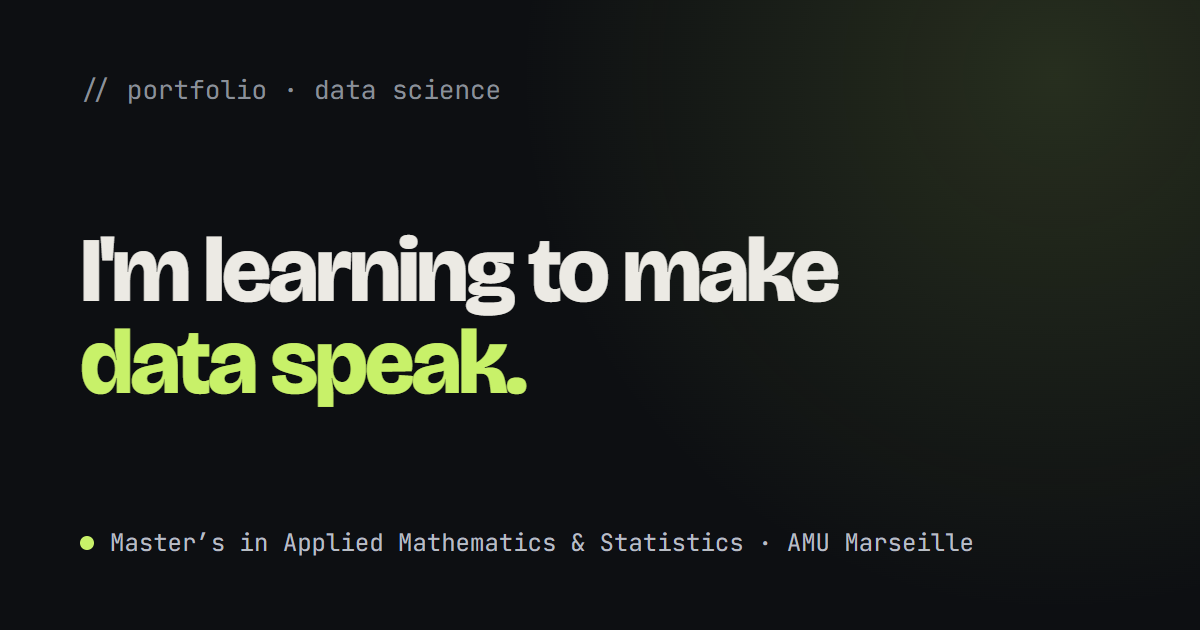 // portfolio · data science
I'm learning to make
data speak.
Master’s in Applied Mathematics & Statistics · AMU Marseille